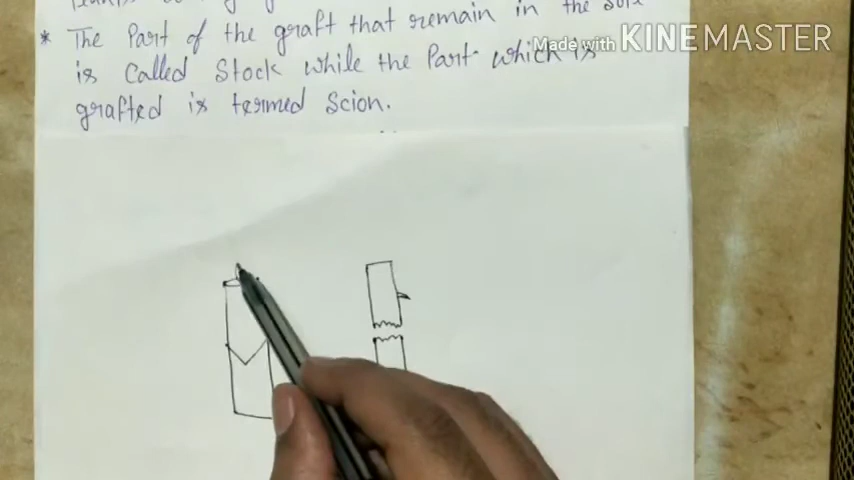 * The Part of the graft that remain in the soil
is called Stock while the Part which is
grafted is termed Scion.
Made with KINEMASTER